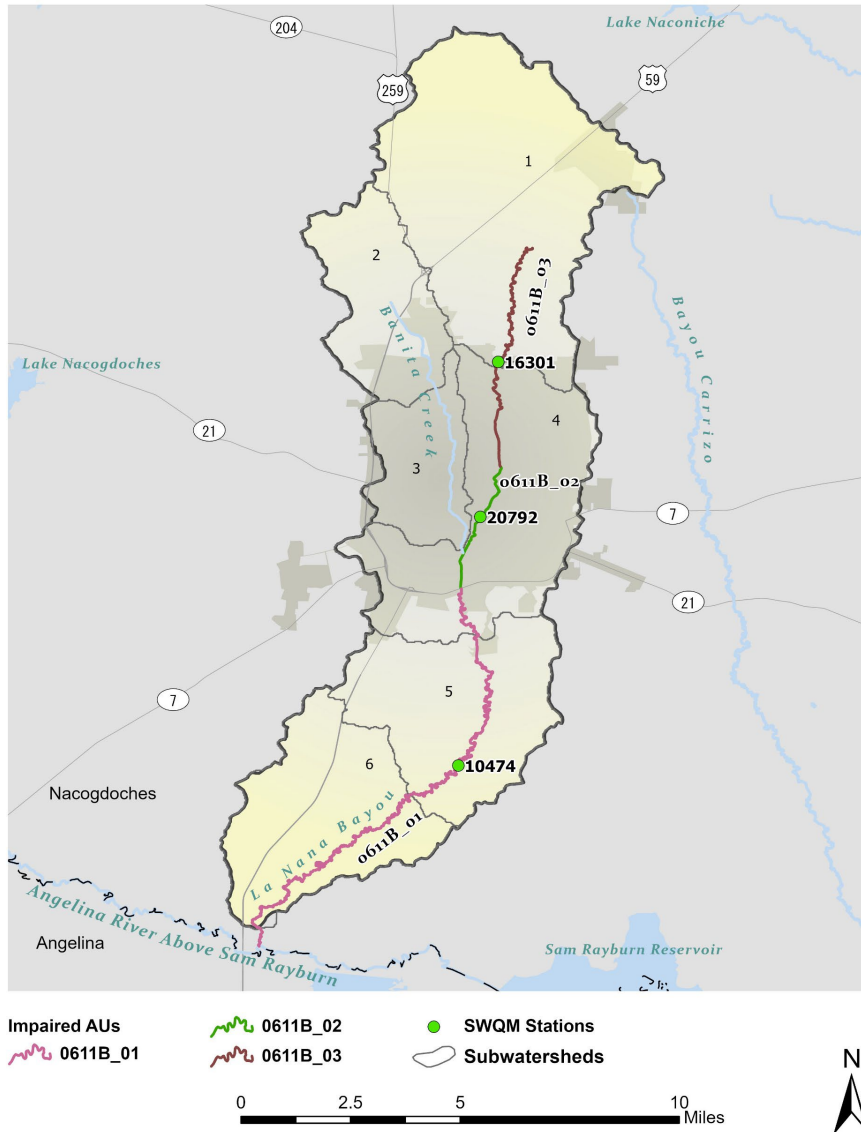 Lake Naconiche
204
59
259
1
2
0611B_03
Banita Creek
Bayou Carrizo
Lake Nacogdoches
16301
21
4
3
0611B_02
20792
7
21
5
7
10474
6
Nacogdoches
La Nana Bayou
0611B_01
Angelina River Above Sam Rayburn
Angelina
Sam Rayburn Reservoir
Impaired AUs
0611B_01
0611B_02
0611B_03
SWQM Stations
Subwatersheds
N
0 2.5 5 10
Miles